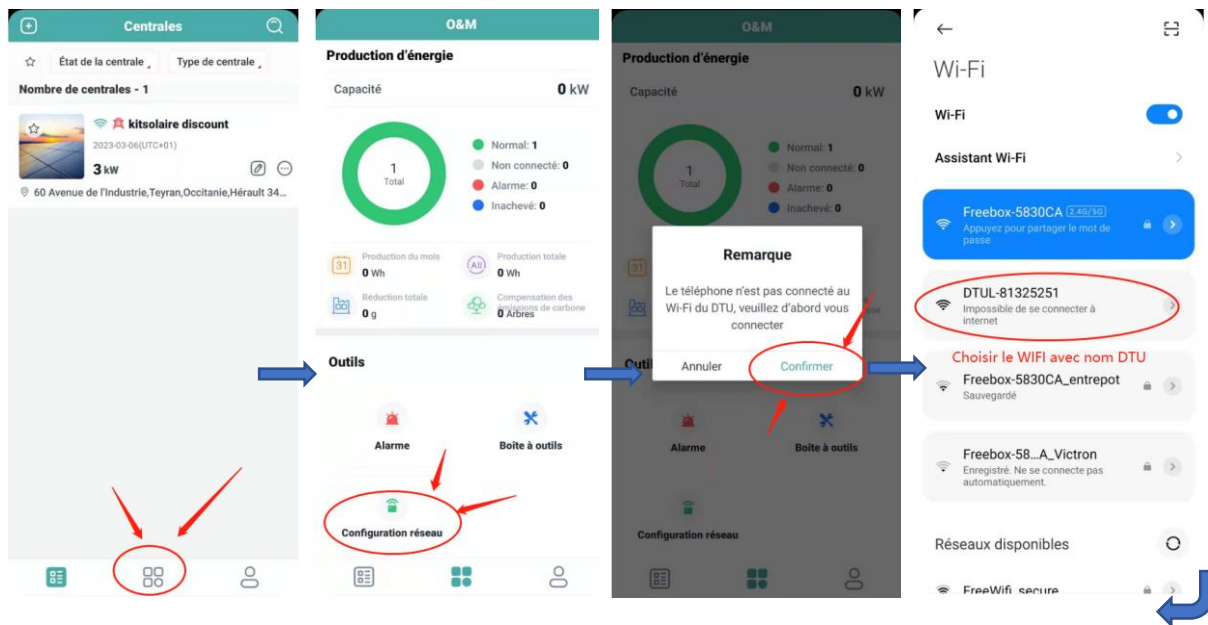 Centrales
État de la centrale
Type de centrale
Nombre de centrales - 1
kitsolaire discount
2023-03-06(UTC+01)
3 kW
60 Avenue de l'Industrie,Teyran,Occitanie,Hérault 34...
O&M
Production d'énergie
Capacité
0 kW
1
Total
Normal: 1
Non connecté: 0
Alarme: 0
Inachevé: 0
31
Production du mois
0 Wh
All
Production totale
0 Wh
Réduction totale
0 g
Compensation des
émissions de carbone
0 Arbres
Outils
Alarme
Boîte à outils
Configuration réseau
O&M
Production d'énergie
Capacité
0 kW
1
Total
Normal: 1
Non connecté: 0
Alarme: 0
Inachevé: 0
31
Remarque
Le téléphone n'est pas connecté au
Wi-Fi du DTU, veuillez d'abord vous
connecter
Annuler
Confirmer
Alarme
Boîte à outils
Configuration réseau
Wi-Fi
Wi-Fi
Assistant Wi-Fi
Freebox-5830CA 2.4G/5G
Appuyez pour partager le mot de
passe
DTUL-81325251
Impossible de se connecter à
internet
Choisir le WIFI avec nom DTU
Freebox-5830CA_entrepot
Sauvegardé
Freebox-58...A_Victron
Enregistré. Ne se connecte pas
automatiquement.
Réseaux disponibles
FreeWifi_secure